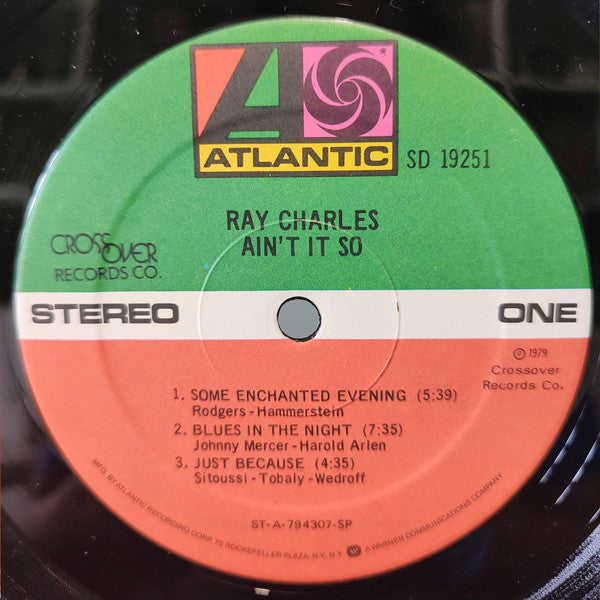 ATLANTIC
SD 19251
RAY CHARLES
AIN'T IT SO
CROSSOVER
RECORDS CO.
STEREO
ONE
℗ 1979
Crossover
Records Co.
1. SOME ENCHANTED EVENING (5:39)
Rodgers-Hammerstein
2. BLUES IN THE NIGHT (7:35)
Johnny Mercer-Harold Arlen
3. JUST BECAUSE (4:35)
Sitoussi-Tobaly-Wedroff
ST-A-794307-SP
MFG BY ATLANTIC RECORDING CORP, 75 ROCKEFELLER PLAZA, N.Y. N.Y. W A WARNER COMMUNICATIONS COMPANY